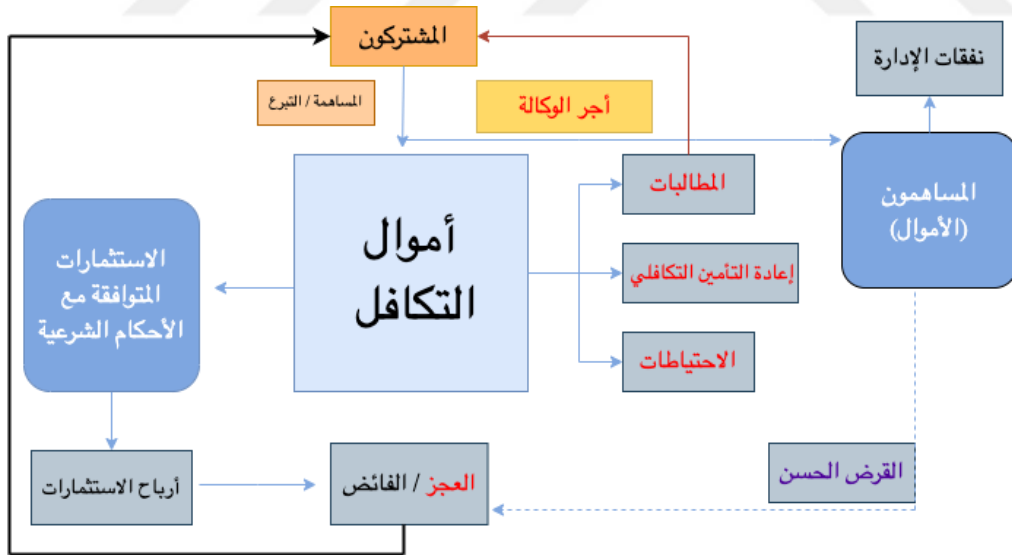 المشتركون
نفقات الإدارة
المساهمة / التبرع
أجر الوكالة
المساهمون
(الأموال)
المطالبات
أموال
التكافل
إعادة التأمين التكافلي
الاستثمارات
المتوافقة مع
الأحكام الشرعية
الاحتياطات
القرض الحسن
العجز / الفائض
أرباح الاستثمارات